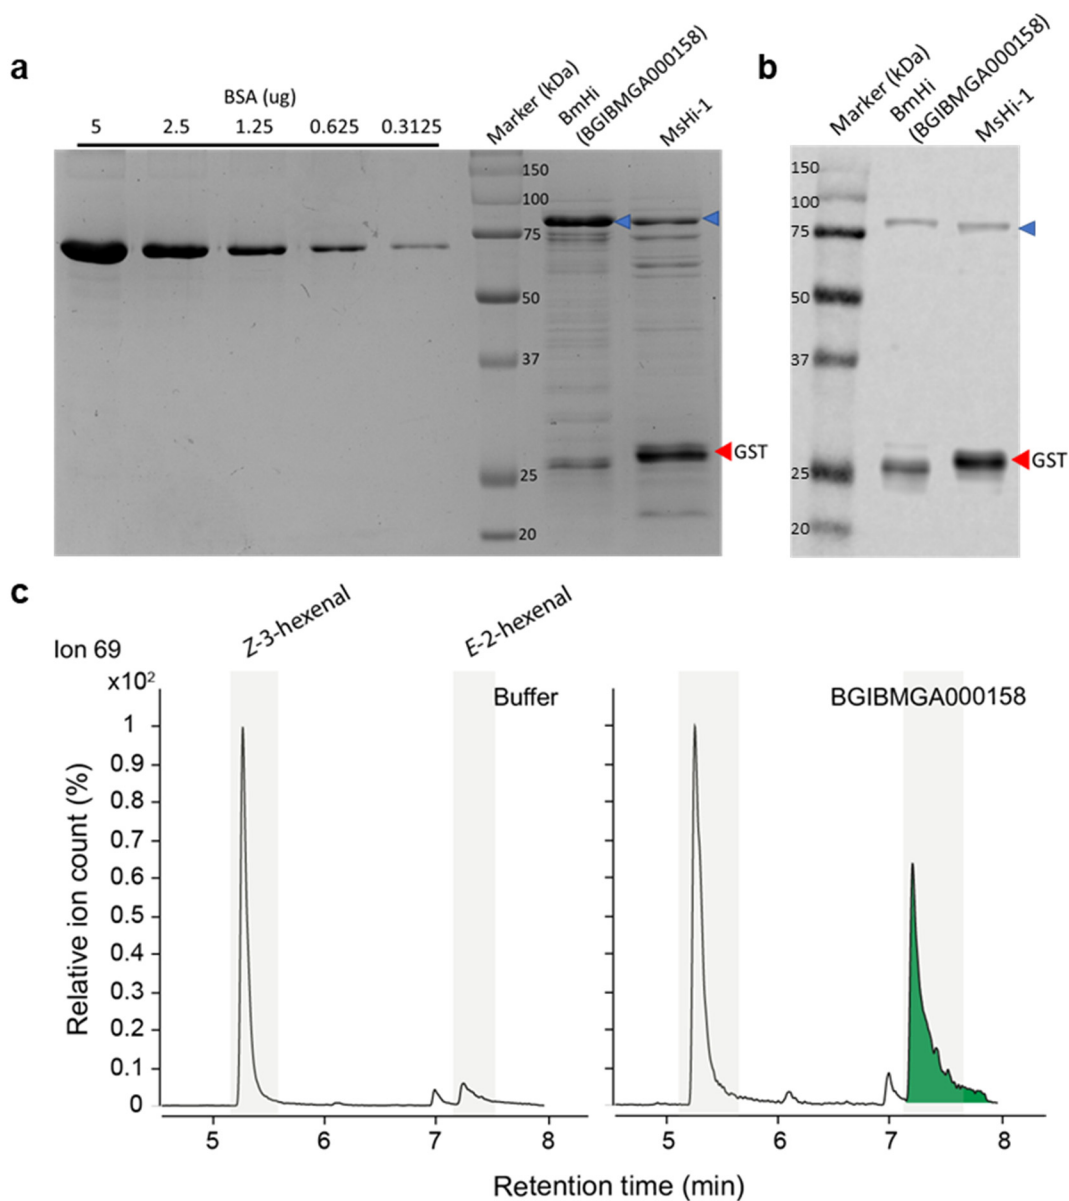 a
BSA (ug)
5 2.5 1.25 0.625 0.3125
Marker (kDa)
BmHi
(BGIBMGA000158)
MsHi-1
150
100
75
50
37
25
20
GST
b
Marker (kDa)
BmHi
(BGIBMGA000158)
MsHi-1
150
100
75
50
37
25
20
GST
c
Ion 69
Z-3-hexenal
E-2-hexenal
x10²
Buffer
BGIBMGA000158
Relative ion count (%)
1
0.9
0.8
0.7
0.6
0.5
0.4
0.3
0.2
0.1
0
5 6 7 8
5 6 7 8
Retention time (min)